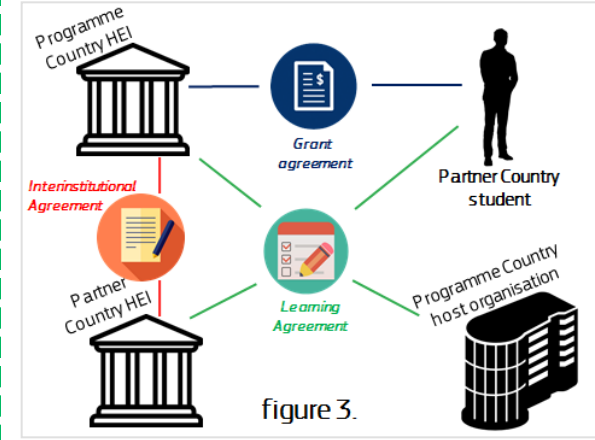 Programme
Country HEI
Grant
agreement
Partner Country
student
Interinstitutional
Agreement
Partner
Country HEI
Learning
Agreement
Programme Country
host organisation
figure 3.
$